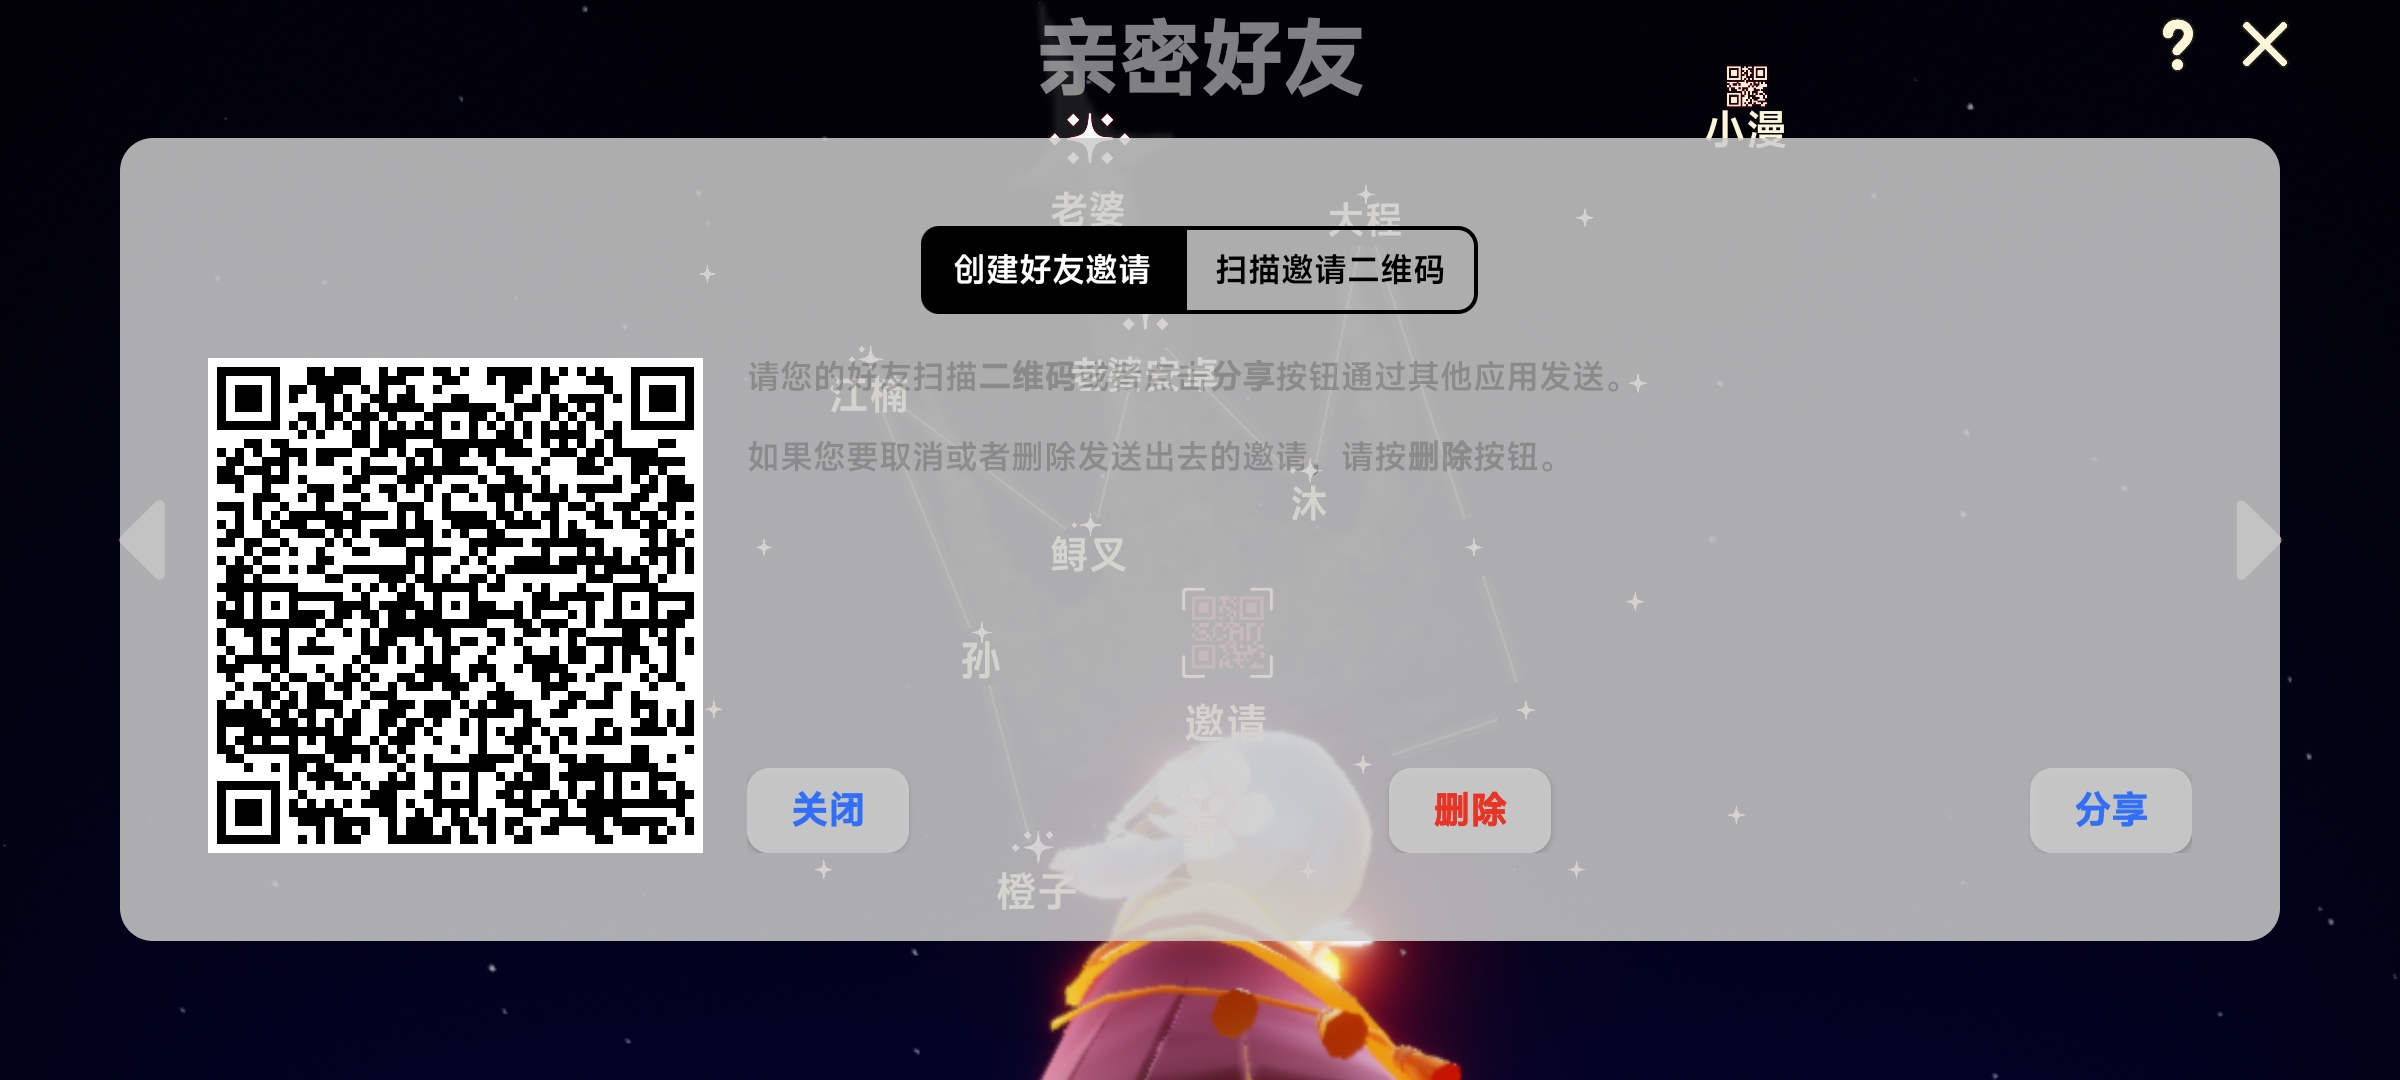 亲密好友
?
小漫
老婆
大程
创建好友邀请
扫描邀请二维码
请您的好友扫描二维码或者点击分享按钮通过其他应用发送。
江楠
如果您要取消或者删除发送出去的邀请，请按删除按钮。
沐
鲟叉
SCAN
孙
邀请
关闭
删除
分享
橙子